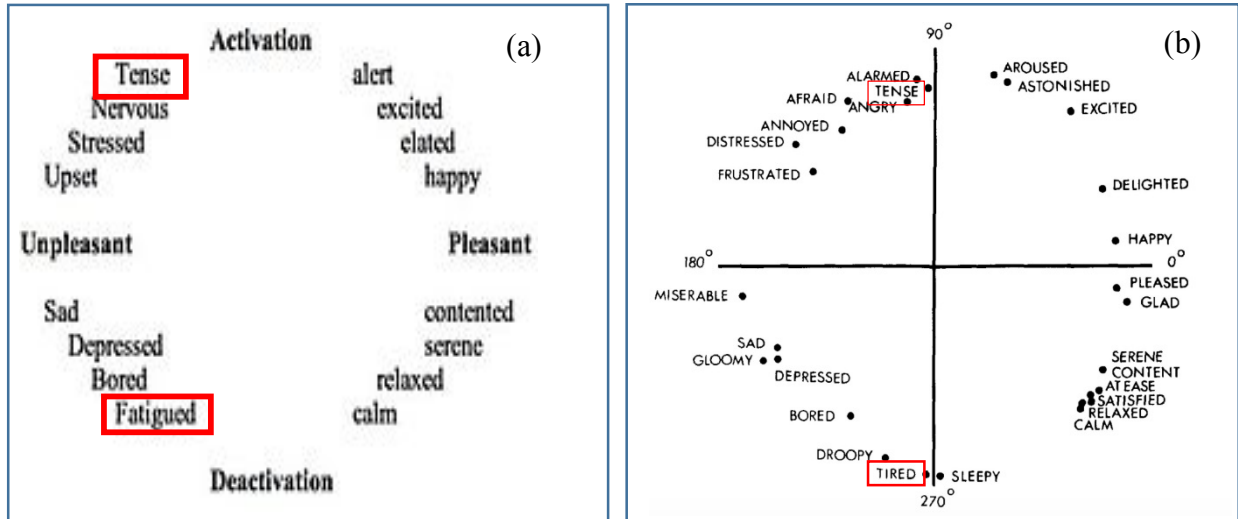 (a)
Activation
Tense alert
Nervous excited
Stressed elated
Upset happy
Unpleasant Pleasant
Sad contented
Depressed serene
Bored relaxed
Fatigued calm
Deactivation
(b)
90°
ALARMED AROUSED
TENSE ASTONISHED
AFRAID ANGRY EXCITED
ANNOYED
DISTRESSED
FRUSTRATED
DELIGHTED
HAPPY
180° 0°
PLEASED
MISERABLE GLAD
SAD SERENE
GLOOMY CONTENT
DEPRESSED AT EASE
SATISFIED
RELAXED
BORED CALM
DROOPY
TIRED SLEEPY
270°